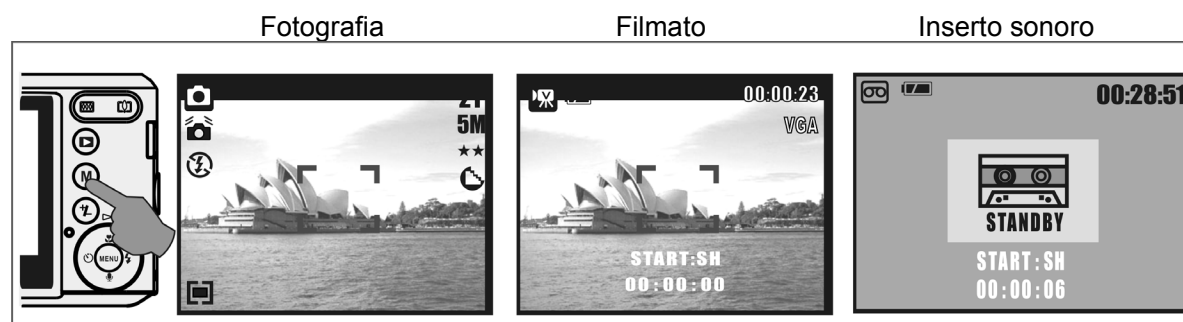 Fotografia
Filmato
Inserto sonoro
M
MENU
5M
★★
00:00:23
VGA
START:SH
00:00:00
00:28:51
STANDBY
START:SH
00:00:06